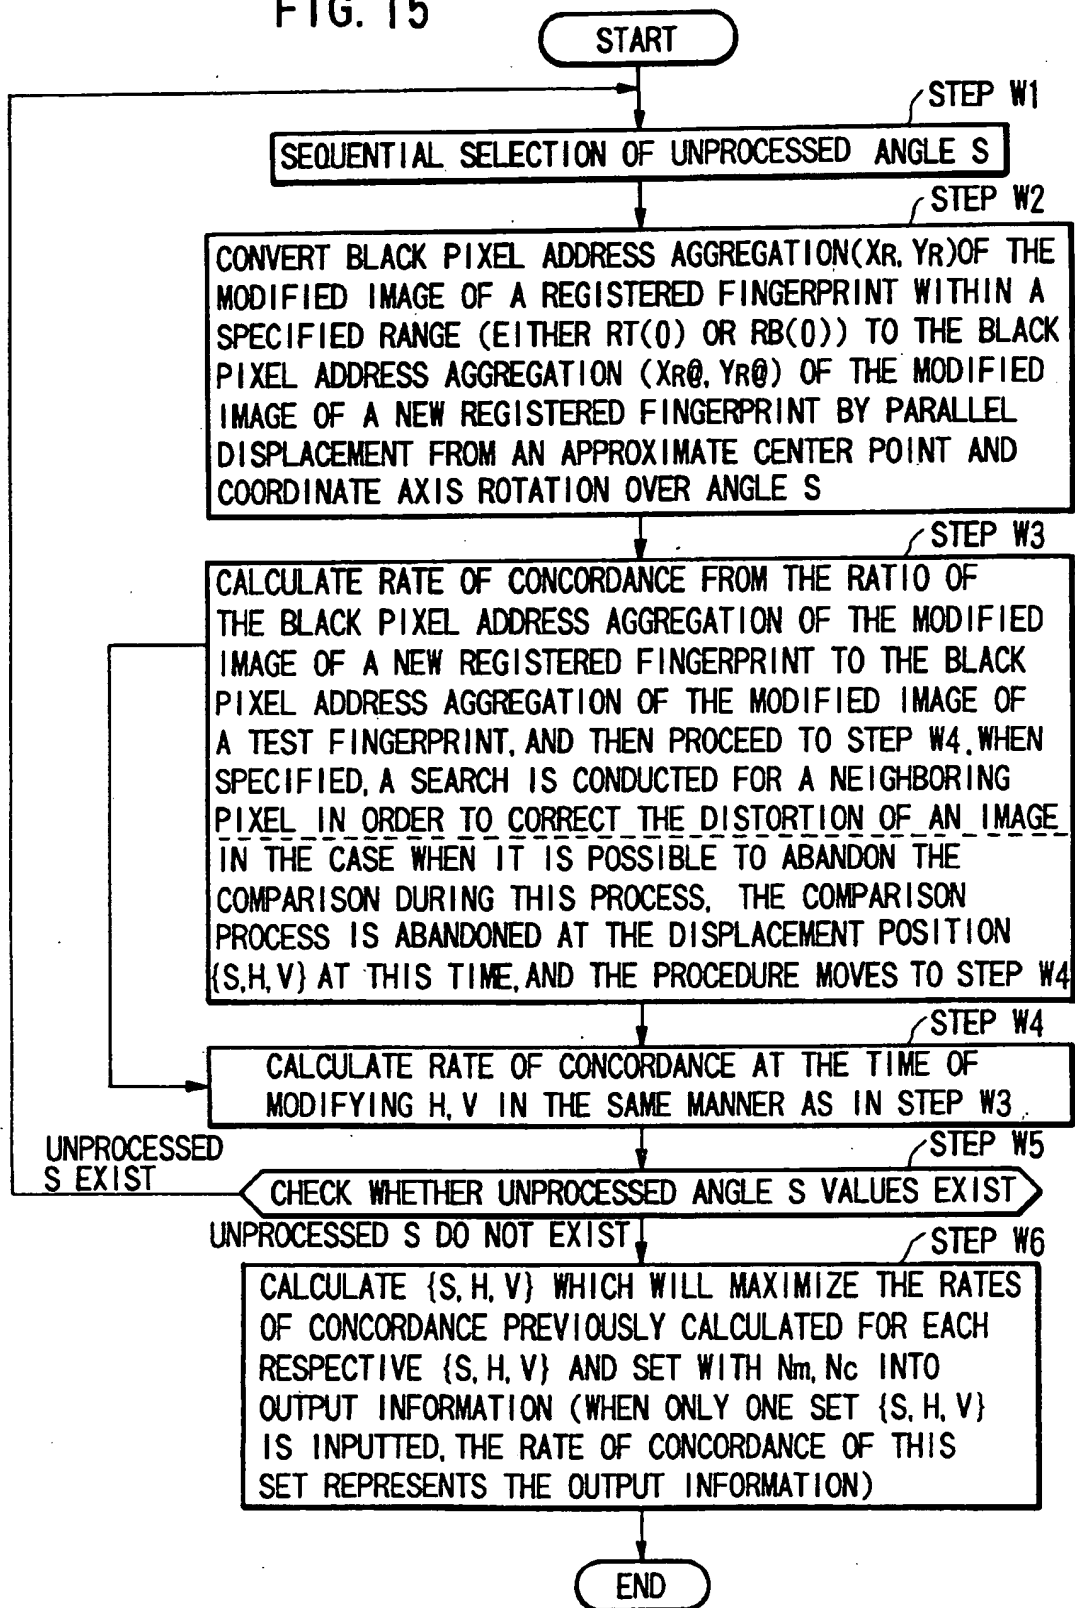 FIG. 15
START
STEP W1
SEQUENTIAL SELECTION OF UNPROCESSED ANGLE S
STEP W2
CONVERT BLACK PIXEL ADDRESS AGGREGATION(XR, YR)OF THE
MODIFIED IMAGE OF A REGISTERED FINGERPRINT WITHIN A
SPECIFIED RANGE (EITHER RT(0) OR RB(0)) TO THE BLACK
PIXEL ADDRESS AGGREGATION (XR@, YR@) OF THE MODIFIED
IMAGE OF A NEW REGISTERED FINGERPRINT BY PARALLEL
DISPLACEMENT FROM AN APPROXIMATE CENTER POINT AND
COORDINATE AXIS ROTATION OVER ANGLE S
STEP W3
CALCULATE RATE OF CONCORDANCE FROM THE RATIO OF
THE BLACK PIXEL ADDRESS AGGREGATION OF THE MODIFIED
IMAGE OF A NEW REGISTERED FINGERPRINT TO THE BLACK
PIXEL ADDRESS AGGREGATION OF THE MODIFIED IMAGE OF
A TEST FINGERPRINT, AND THEN PROCEED TO STEP W4. WHEN
SPECIFIED, A SEARCH IS CONDUCTED FOR A NEIGHBORING
PIXEL IN ORDER TO CORRECT THE DISTORTION OF AN IMAGE
IN THE CASE WHEN IT IS POSSIBLE TO ABANDON THE
COMPARISON DURING THIS PROCESS, THE COMPARISON
PROCESS IS ABANDONED AT THE DISPLACEMENT POSITION
{S,H,V} AT THIS TIME, AND THE PROCEDURE MOVES TO STEP W4
STEP W4
CALCULATE RATE OF CONCORDANCE AT THE TIME OF
MODIFYING H, V IN THE SAME MANNER AS IN STEP W3
STEP W5
UNPROCESSED
S EXIST
CHECK WHETHER UNPROCESSED ANGLE S VALUES EXIST
UNPROCESSED S DO NOT EXIST
STEP W6
CALCULATE {S, H, V} WHICH WILL MAXIMIZE THE RATES
OF CONCORDANCE PREVIOUSLY CALCULATED FOR EACH
RESPECTIVE {S, H, V} AND SET WITH Nm, Nc INTO
OUTPUT INFORMATION (WHEN ONLY ONE SET {S, H, V}
IS INPUTTED, THE RATE OF CONCORDANCE OF THIS
SET REPRESENTS THE OUTPUT INFORMATION)
END